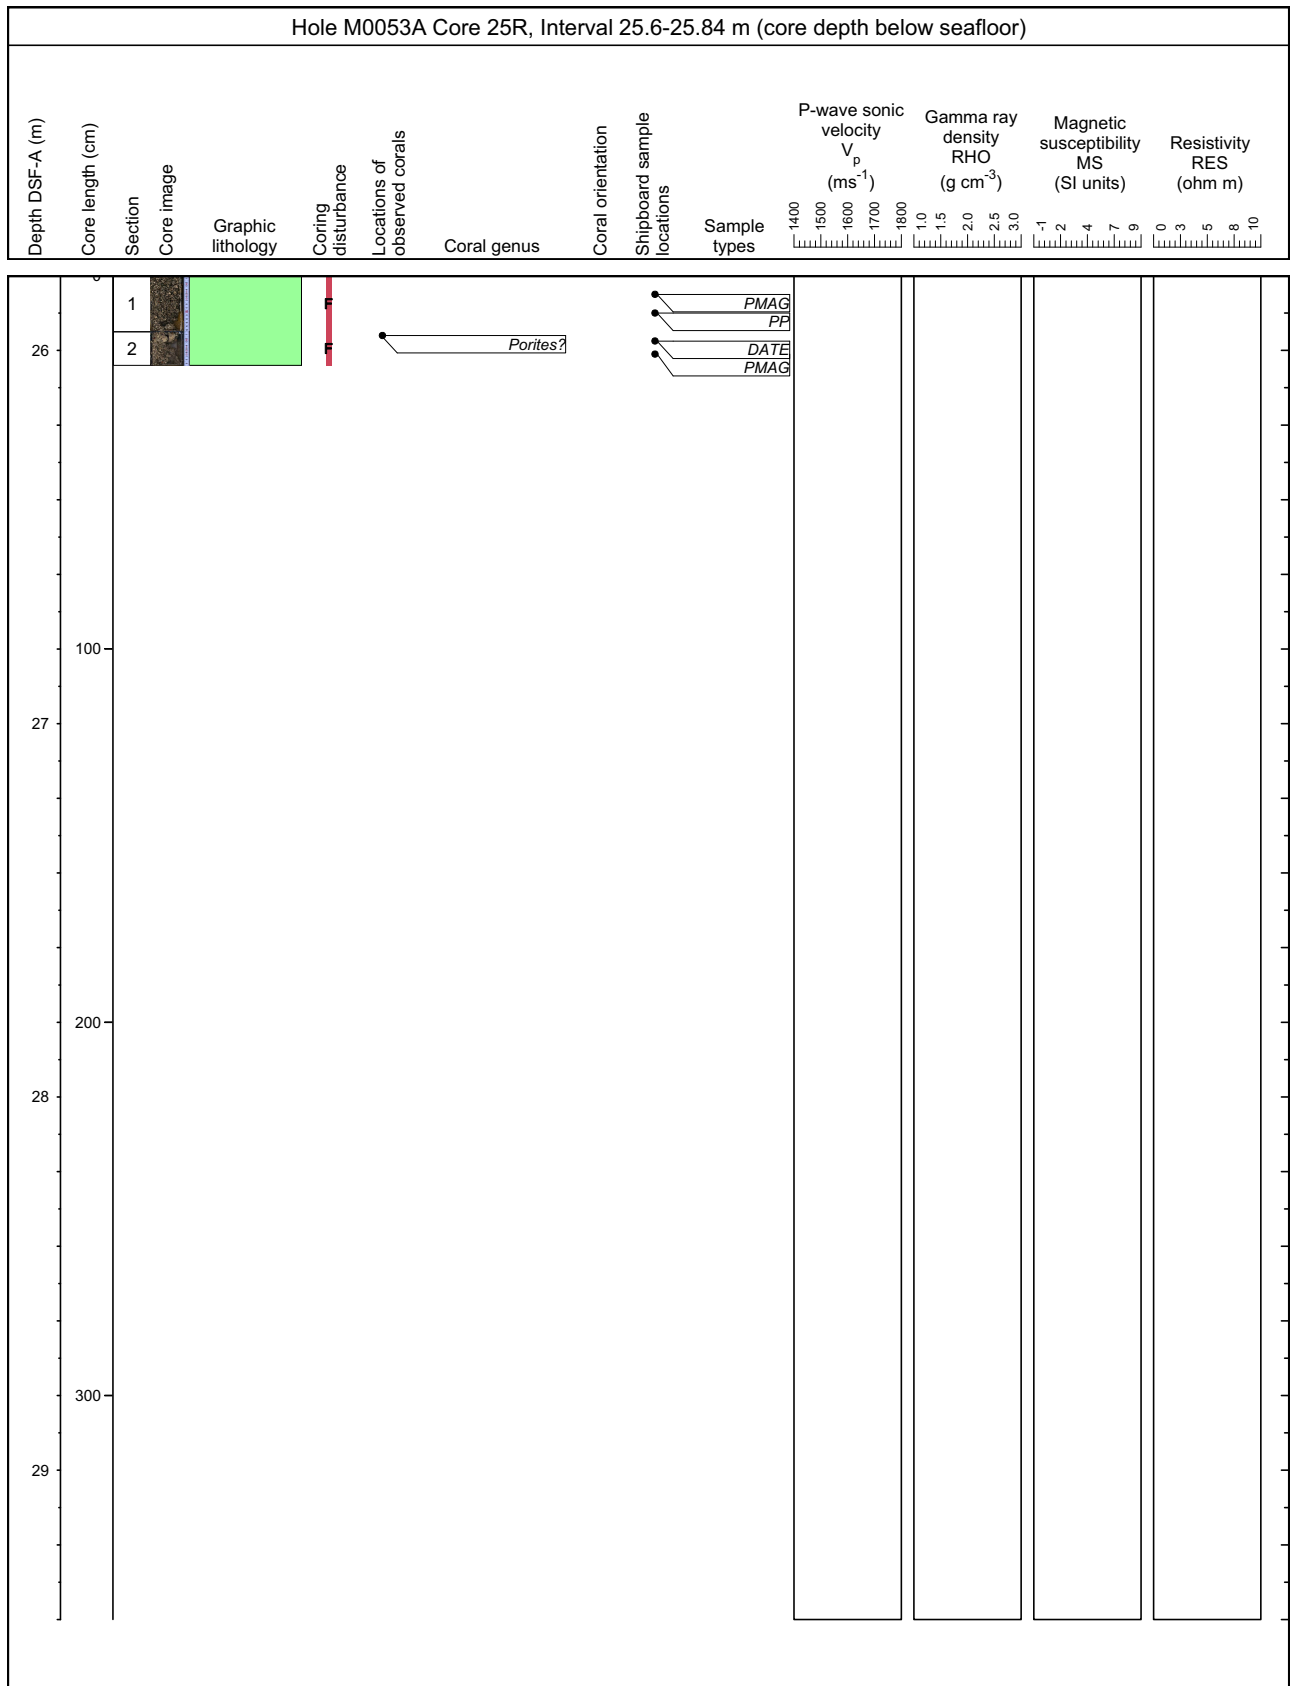 Hole M0053A Core 25R, Interval 25.6-25.84 m (core depth below seafloor)
Depth DSF-A (m)
Core length (cm)
Section
Core image
Graphic
lithology
Coring
disturbance
Locations of
observed corals
Coral genus
Coral orientation
Shipboard sample
locations
Sample
types
P-wave sonic
velocity
Vp
(ms-1)
1400 1500 1600 1700 1800
Gamma ray
density
RHO
(g cm-3)
1.0 1.5 2.0 2.5 3.0
Magnetic
susceptibility
MS
(SI units)
-1 2 4 7 9
Resistivity
RES
(ohm m)
0 3 5 8 10
1 F PMAG
PP
26 2 F Porites? DATE
PMAG
100
27
200
28
300
29